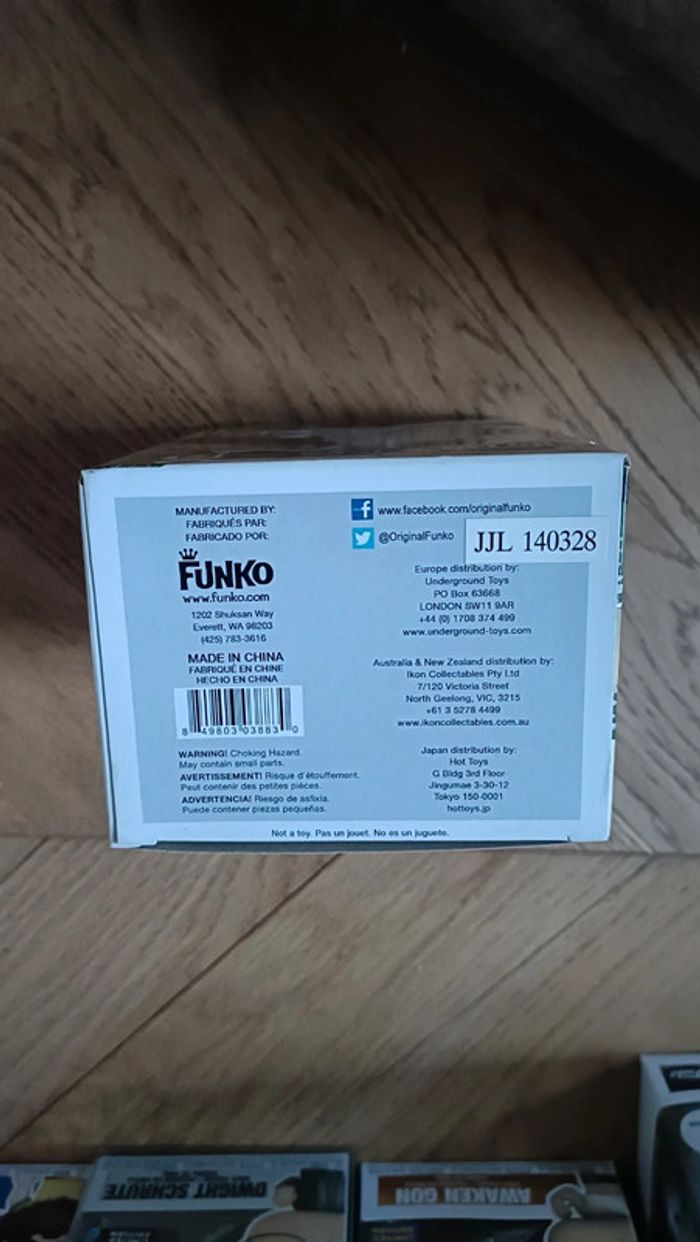 MANUFACTURED BY:
FABRIQUÉS PAR:
FABRICADO POR:
FUNKO
www.funko.com
1202 Shuksan Way
Everett, WA 98203
(425) 783-3616
MADE IN CHINA
FABRIQUÉ EN CHINE
HECHO EN CHINA
8 49803 03883 0
WARNING! Choking Hazard.
May contain small parts.
AVERTISSEMENT! Risque d'étouffement.
Peut contenir des petites pièces.
ADVERTENCIA! Riesgo de asfixia.
Puede contener piezas pequeñas.
www.facebook.com/originalfunko
@OriginalFunko
JJL 140328
Europe distribution by:
Underground Toys
PO Box 63668
LONDON SW11 9AR
+44 (0) 1708 374 499
www.underground-toys.com
Australia & New Zealand distribution by:
Ikon Collectables Pty Ltd
7/120 Victoria Street
North Geelong, VIC, 3215
+61 3 5278 4499
www.ikoncollectables.com.au
Japan distribution by:
Hot Toys
G Bldg 3rd Floor
Jingumae 3-30-12
Tokyo 150-0001
hottoys.jp
Not a toy. Pas un jouet. No es un juguete.
DWIGHT SCHRUTE
AWAKEN GON